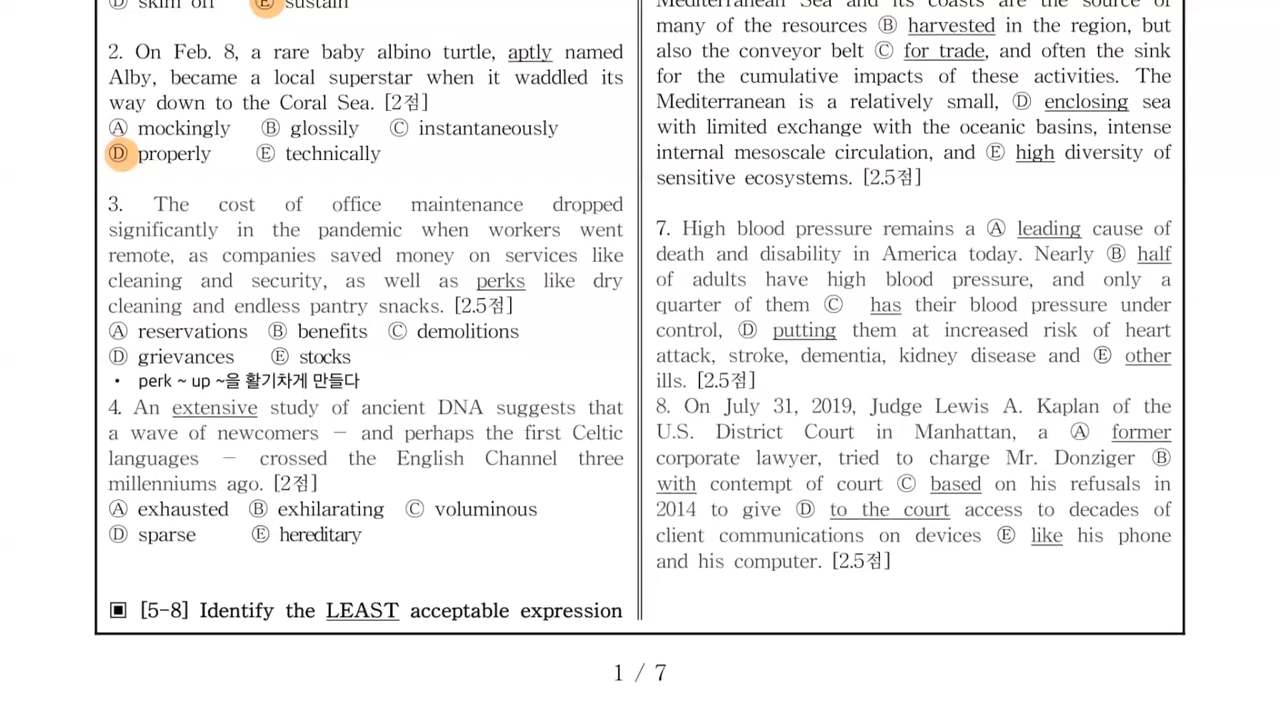 Ⓓ skim off Ⓔ sustain
2. On Feb. 8, a rare baby albino turtle, aptly named
Alby, became a local superstar when it waddled its
way down to the Coral Sea. [2점]
Ⓐ mockingly Ⓑ glossily Ⓒ instantaneously
Ⓓ properly Ⓔ technically
3. The cost of office maintenance dropped
significantly in the pandemic when workers went
remote, as companies saved money on services like
cleaning and security, as well as perks like dry
cleaning and endless pantry snacks. [2.5점]
Ⓐ reservations Ⓑ benefits Ⓒ demolitions
Ⓓ grievances Ⓔ stocks
• perk ~ up ~을 활기차게 만들다
4. An extensive study of ancient DNA suggests that
a wave of newcomers — and perhaps the first Celtic
languages — crossed the English Channel three
millenniums ago. [2점]
Ⓐ exhausted Ⓑ exhilarating Ⓒ voluminous
Ⓓ sparse Ⓔ hereditary
▣ [5-8] Identify the LEAST acceptable expression
Mediterranean Sea and its coasts are the source of
many of the resources Ⓑ harvested in the region, but
also the conveyor belt Ⓒ for trade, and often the sink
for the cumulative impacts of these activities. The
Mediterranean is a relatively small, Ⓓ enclosing sea
with limited exchange with the oceanic basins, intense
internal mesoscale circulation, and Ⓔ high diversity of
sensitive ecosystems. [2.5점]
7. High blood pressure remains a Ⓐ leading cause of
death and disability in America today. Nearly Ⓑ half
of adults have high blood pressure, and only a
quarter of them Ⓒ has their blood pressure under
control, Ⓓ putting them at increased risk of heart
attack, stroke, dementia, kidney disease and Ⓔ other
ills. [2.5점]
8. On July 31, 2019, Judge Lewis A. Kaplan of the
U.S. District Court in Manhattan, a Ⓐ former
corporate lawyer, tried to charge Mr. Donziger Ⓑ
with contempt of court Ⓒ based on his refusals in
2014 to give Ⓓ to the court access to decades of
client communications on devices Ⓔ like his phone
and his computer. [2.5점]
1 / 7